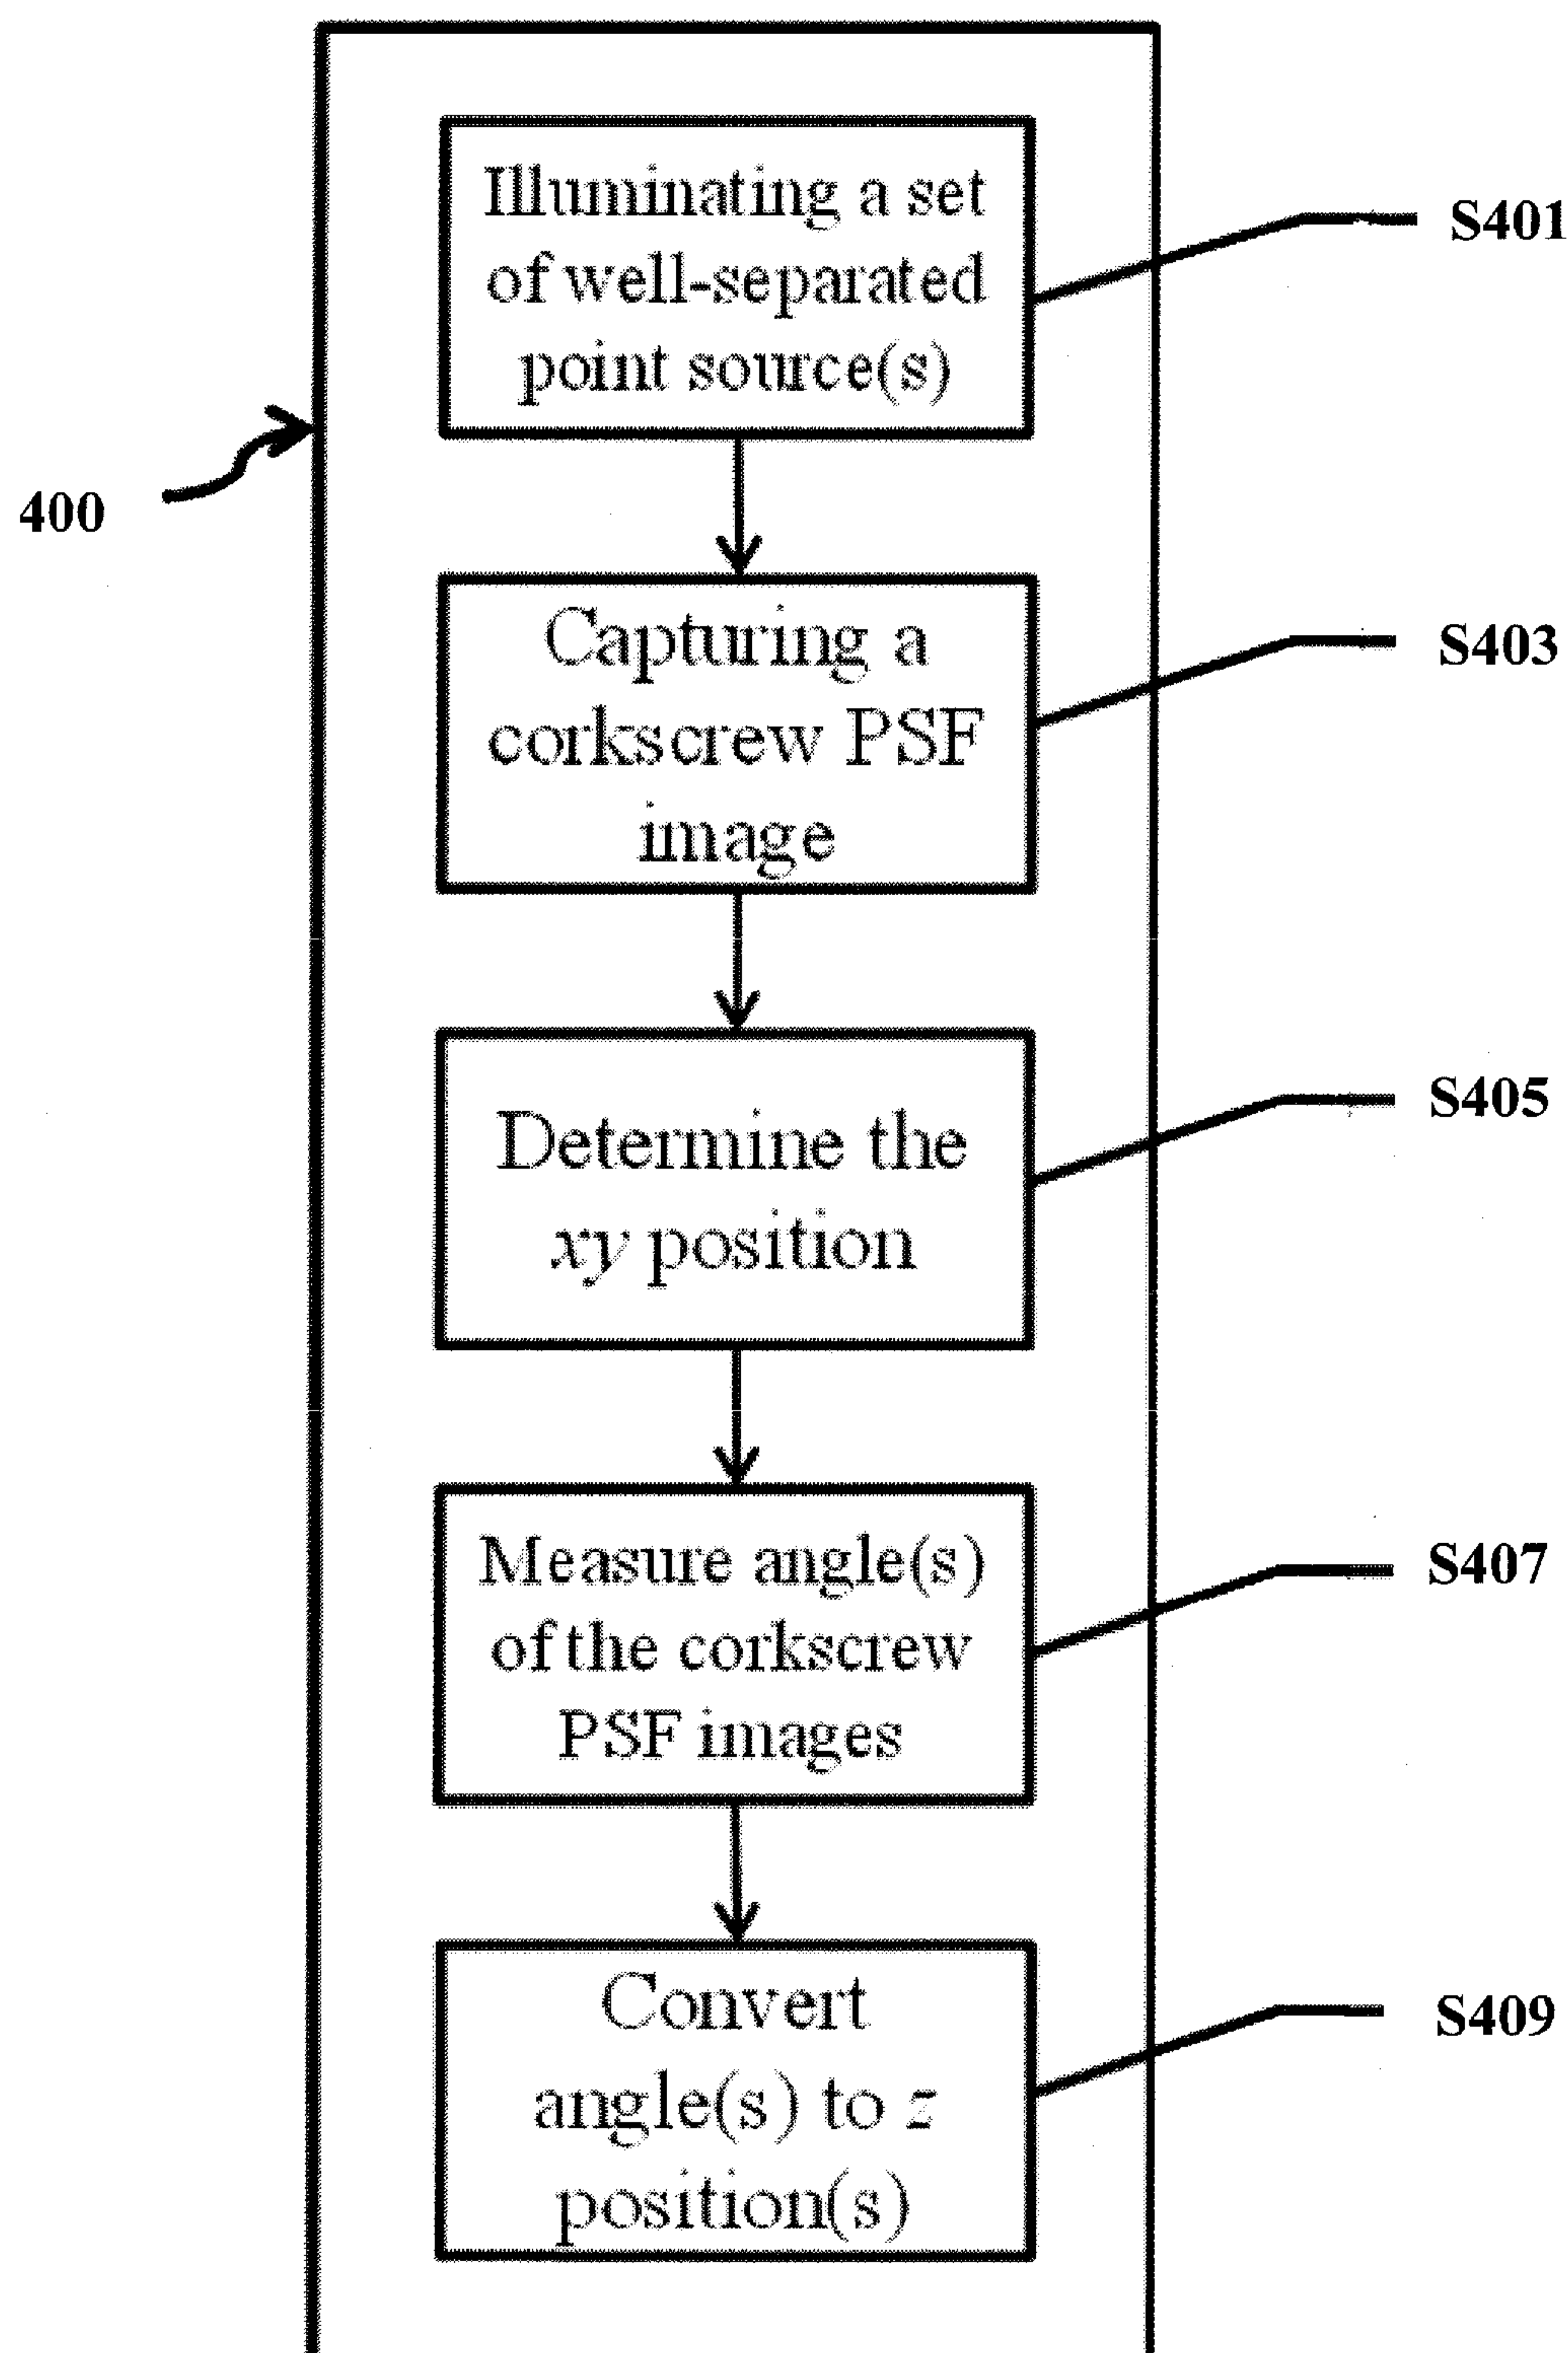 Illuminating a set
of well-separated
point source(s)
S401
400
Capturing a
corkscrew PSF
image
S403
Determine the
xy position
S405
Measure angle(s)
of the corkscrew
PSF images
S407
Convert
angle(s) to z
position(s)
S409